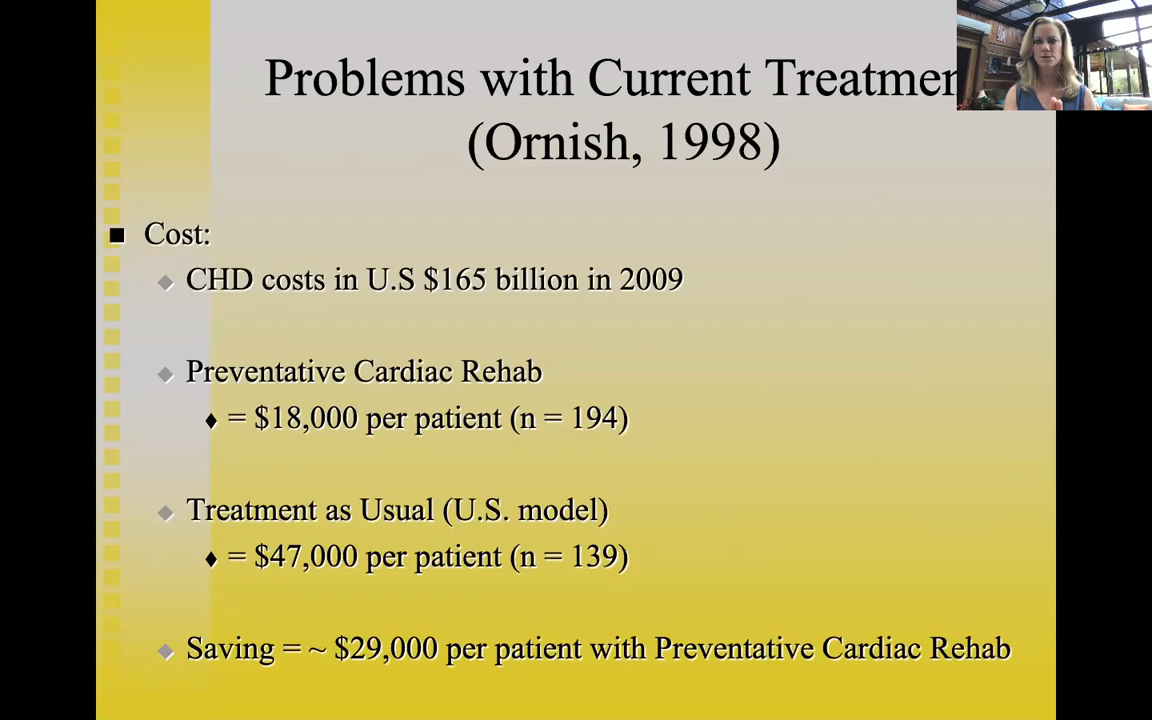 Problems with Current Treatmen
(Ornish, 1998)
Cost:
CHD costs in U.S $165 billion in 2009
Preventative Cardiac Rehab
= $18,000 per patient (n = 194)
Treatment as Usual (U.S. model)
= $47,000 per patient (n = 139)
Saving = ~ $29,000 per patient with Preventative Cardiac Rehab